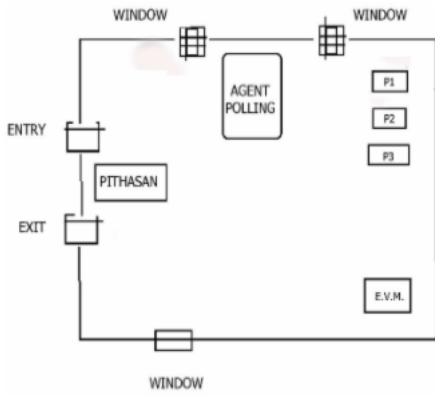 WINDOW
WINDOW
AGENT
POLLING
P1
P2
P3
ENTRY
PITHASAN
EXIT
E.V.M.
WINDOW